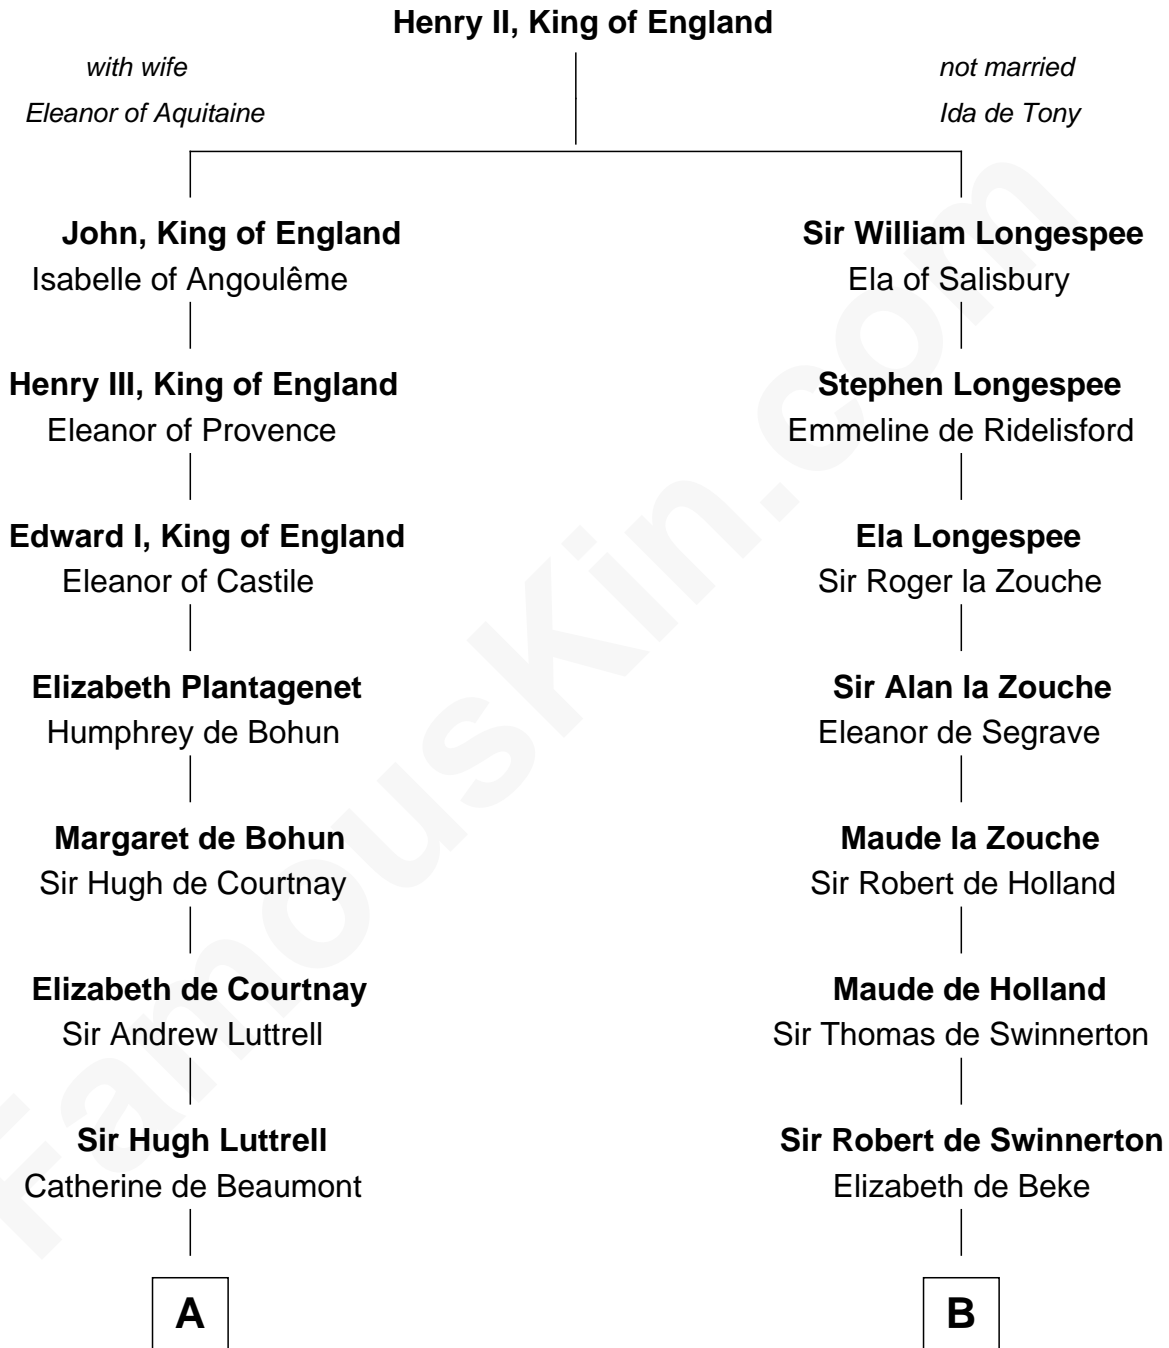 Henry II, King of England
with wife
Eleanor of Aquitaine
not married
Ida de Tony
John, King of England
Isabelle of Angoulême
Sir William Longespee
Ela of Salisbury
Henry III, King of England
Eleanor of Provence
Stephen Longespee
Emmeline de Ridelisford
Edward I, King of England
Eleanor of Castile
Ela Longespee
Sir Roger la Zouche
Elizabeth Plantagenet
Humphrey de Bohun
Sir Alan la Zouche
Eleanor de Segrave
Margaret de Bohun
Sir Hugh de Courtnay
Maude la Zouche
Sir Robert de Holland
Elizabeth de Courtnay
Sir Andrew Luttrell
Maude de Holland
Sir Thomas de Swinnerton
Sir Hugh Luttrell
Catherine de Beaumont
Sir Robert de Swinnerton
Elizabeth de Beke
A
B
FamousKin.com